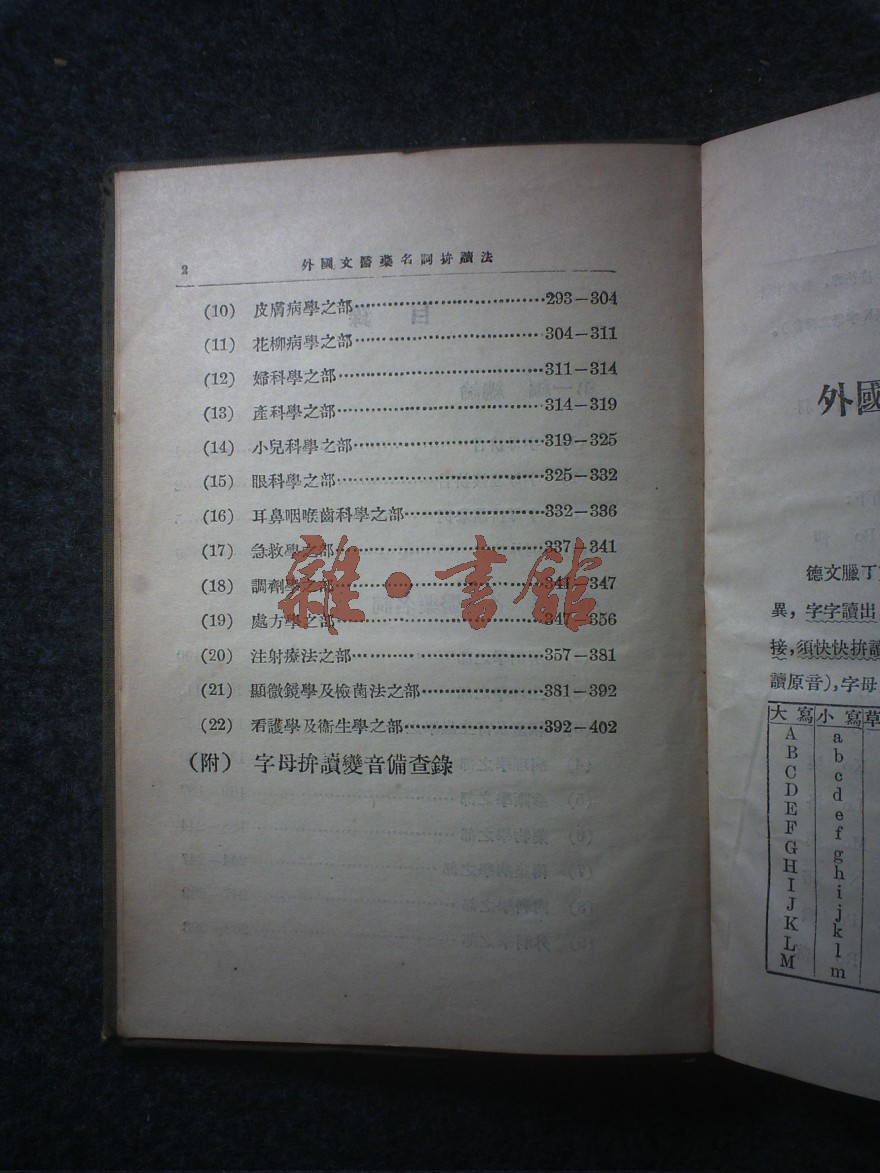 2
外國文醫藥名詞拚讀法
(10) 皮膚病學之部……………………293—304
(11) 花柳病學之部……………………304—311
(12) 婦科學之部………………………311—314
(13) 產科學之部………………………314—319
(14) 小兒科學之部……………………319—325
(15) 眼科學之部………………………325—332
(16) 耳鼻咽喉齒科學之部……………332—336
(17) 急救學之部………………………337—341
(18) 調劑學之部………………………341—347
(19) 處方學之部………………………347—356
(20) 注射療法之部……………………357—381
(21) 顯微鏡學及檢菌法之部…………381—392
(22) 看護學及衞生學之部……………392—402
(附) 字母拚讀變音備查錄
雜·書館
外國
德文臘丁
異，字字讀出
接，須快快拚讀
讀原音），字母
大寫 小寫 草
A a
B b
C c
D d
E e
F f
G g
H h
I i
J j
K k
L l
M m